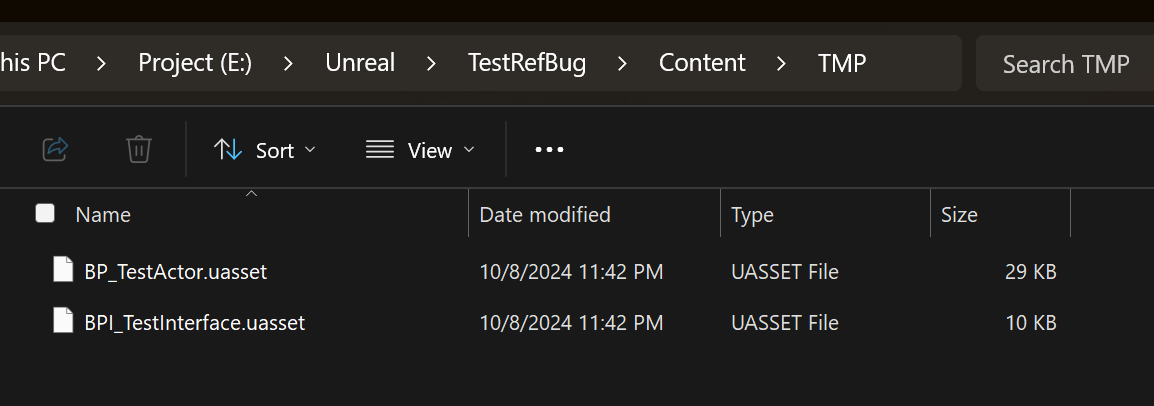 his PC > Project (E:) > Unreal > TestRefBug > Content > TMP Search TMP
Sort View
Name Date modified Type Size
BP_TestActor.uasset 10/8/2024 11:42 PM UASSET File 29 KB
BPI_TestInterface.uasset 10/8/2024 11:42 PM UASSET File 10 KB